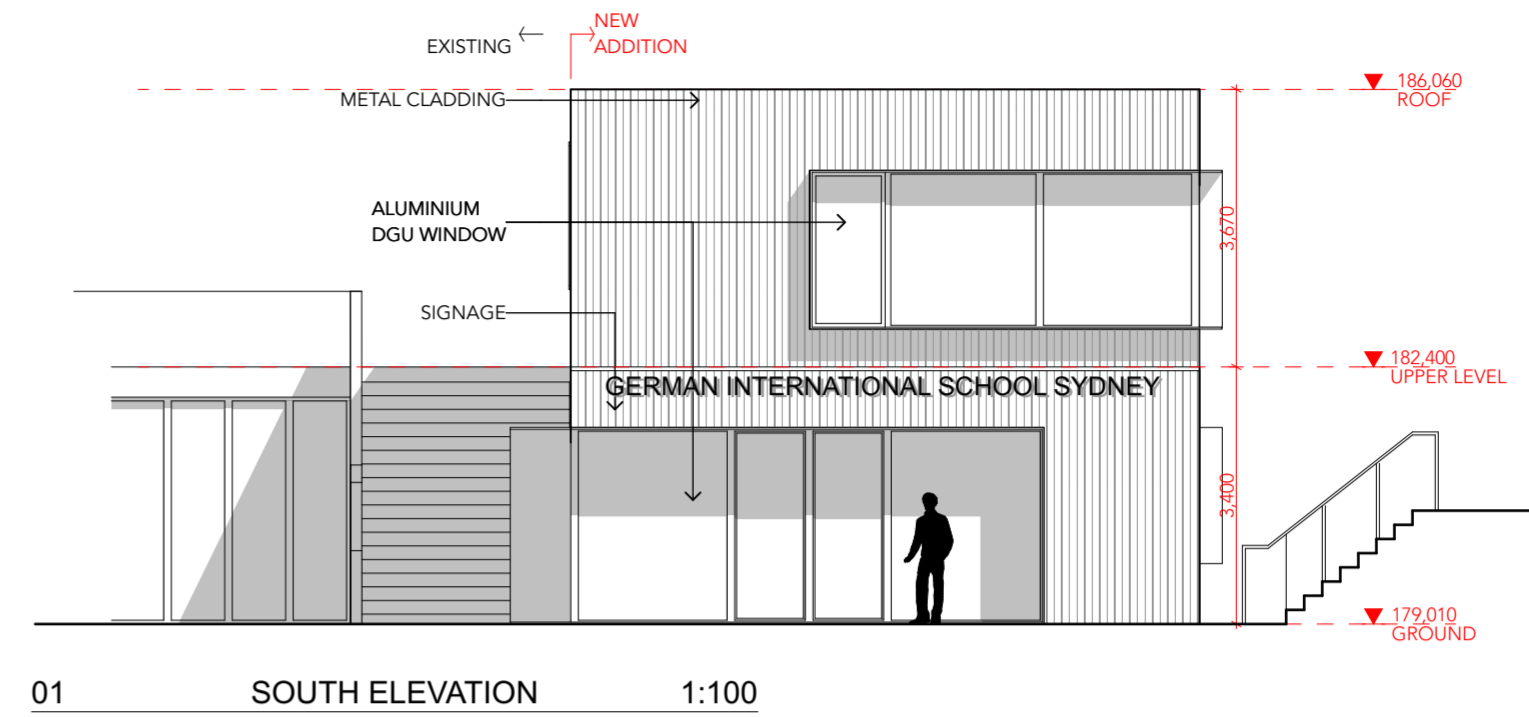 EXISTING
NEW
ADDITION
METAL CLADDING
186,060
ROOF
ALUMINIUM
DGU WINDOW
3,670
SIGNAGE
182,400
UPPER LEVEL
GERMAN INTERNATIONAL SCHOOL SYDNEY
3,400
179,010
GROUND
01 SOUTH ELEVATION 1:100